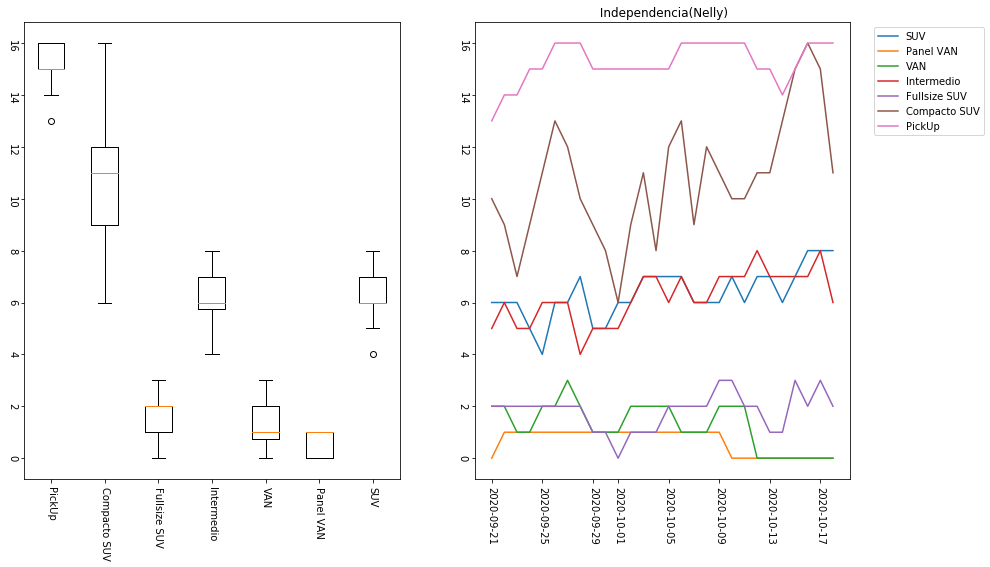 Independencia(Nelly)
16
14
12
10
8
6
4
2
0
PickUp
Compacto SUV
Fullsize SUV
Intermedio
VAN
Panel VAN
SUV
16
14
12
10
8
6
4
2
0
2020-09-21
2020-09-25
2020-09-29
2020-10-01
2020-10-05
2020-10-09
2020-10-13
2020-10-17
SUV
Panel VAN
VAN
Intermedio
Fullsize SUV
Compacto SUV
PickUp